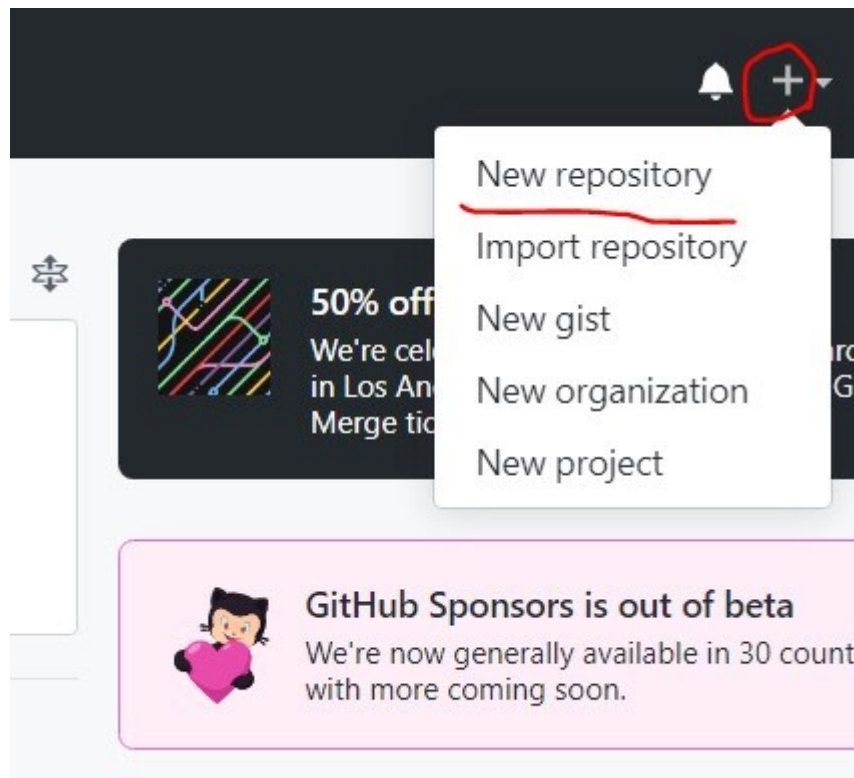 New repository
Import repository
New gist
New organization
New project
50% off
We're cel
in Los An
Merge tic
GitHub Sponsors is out of beta
We're now generally available in 30 count
with more coming soon.